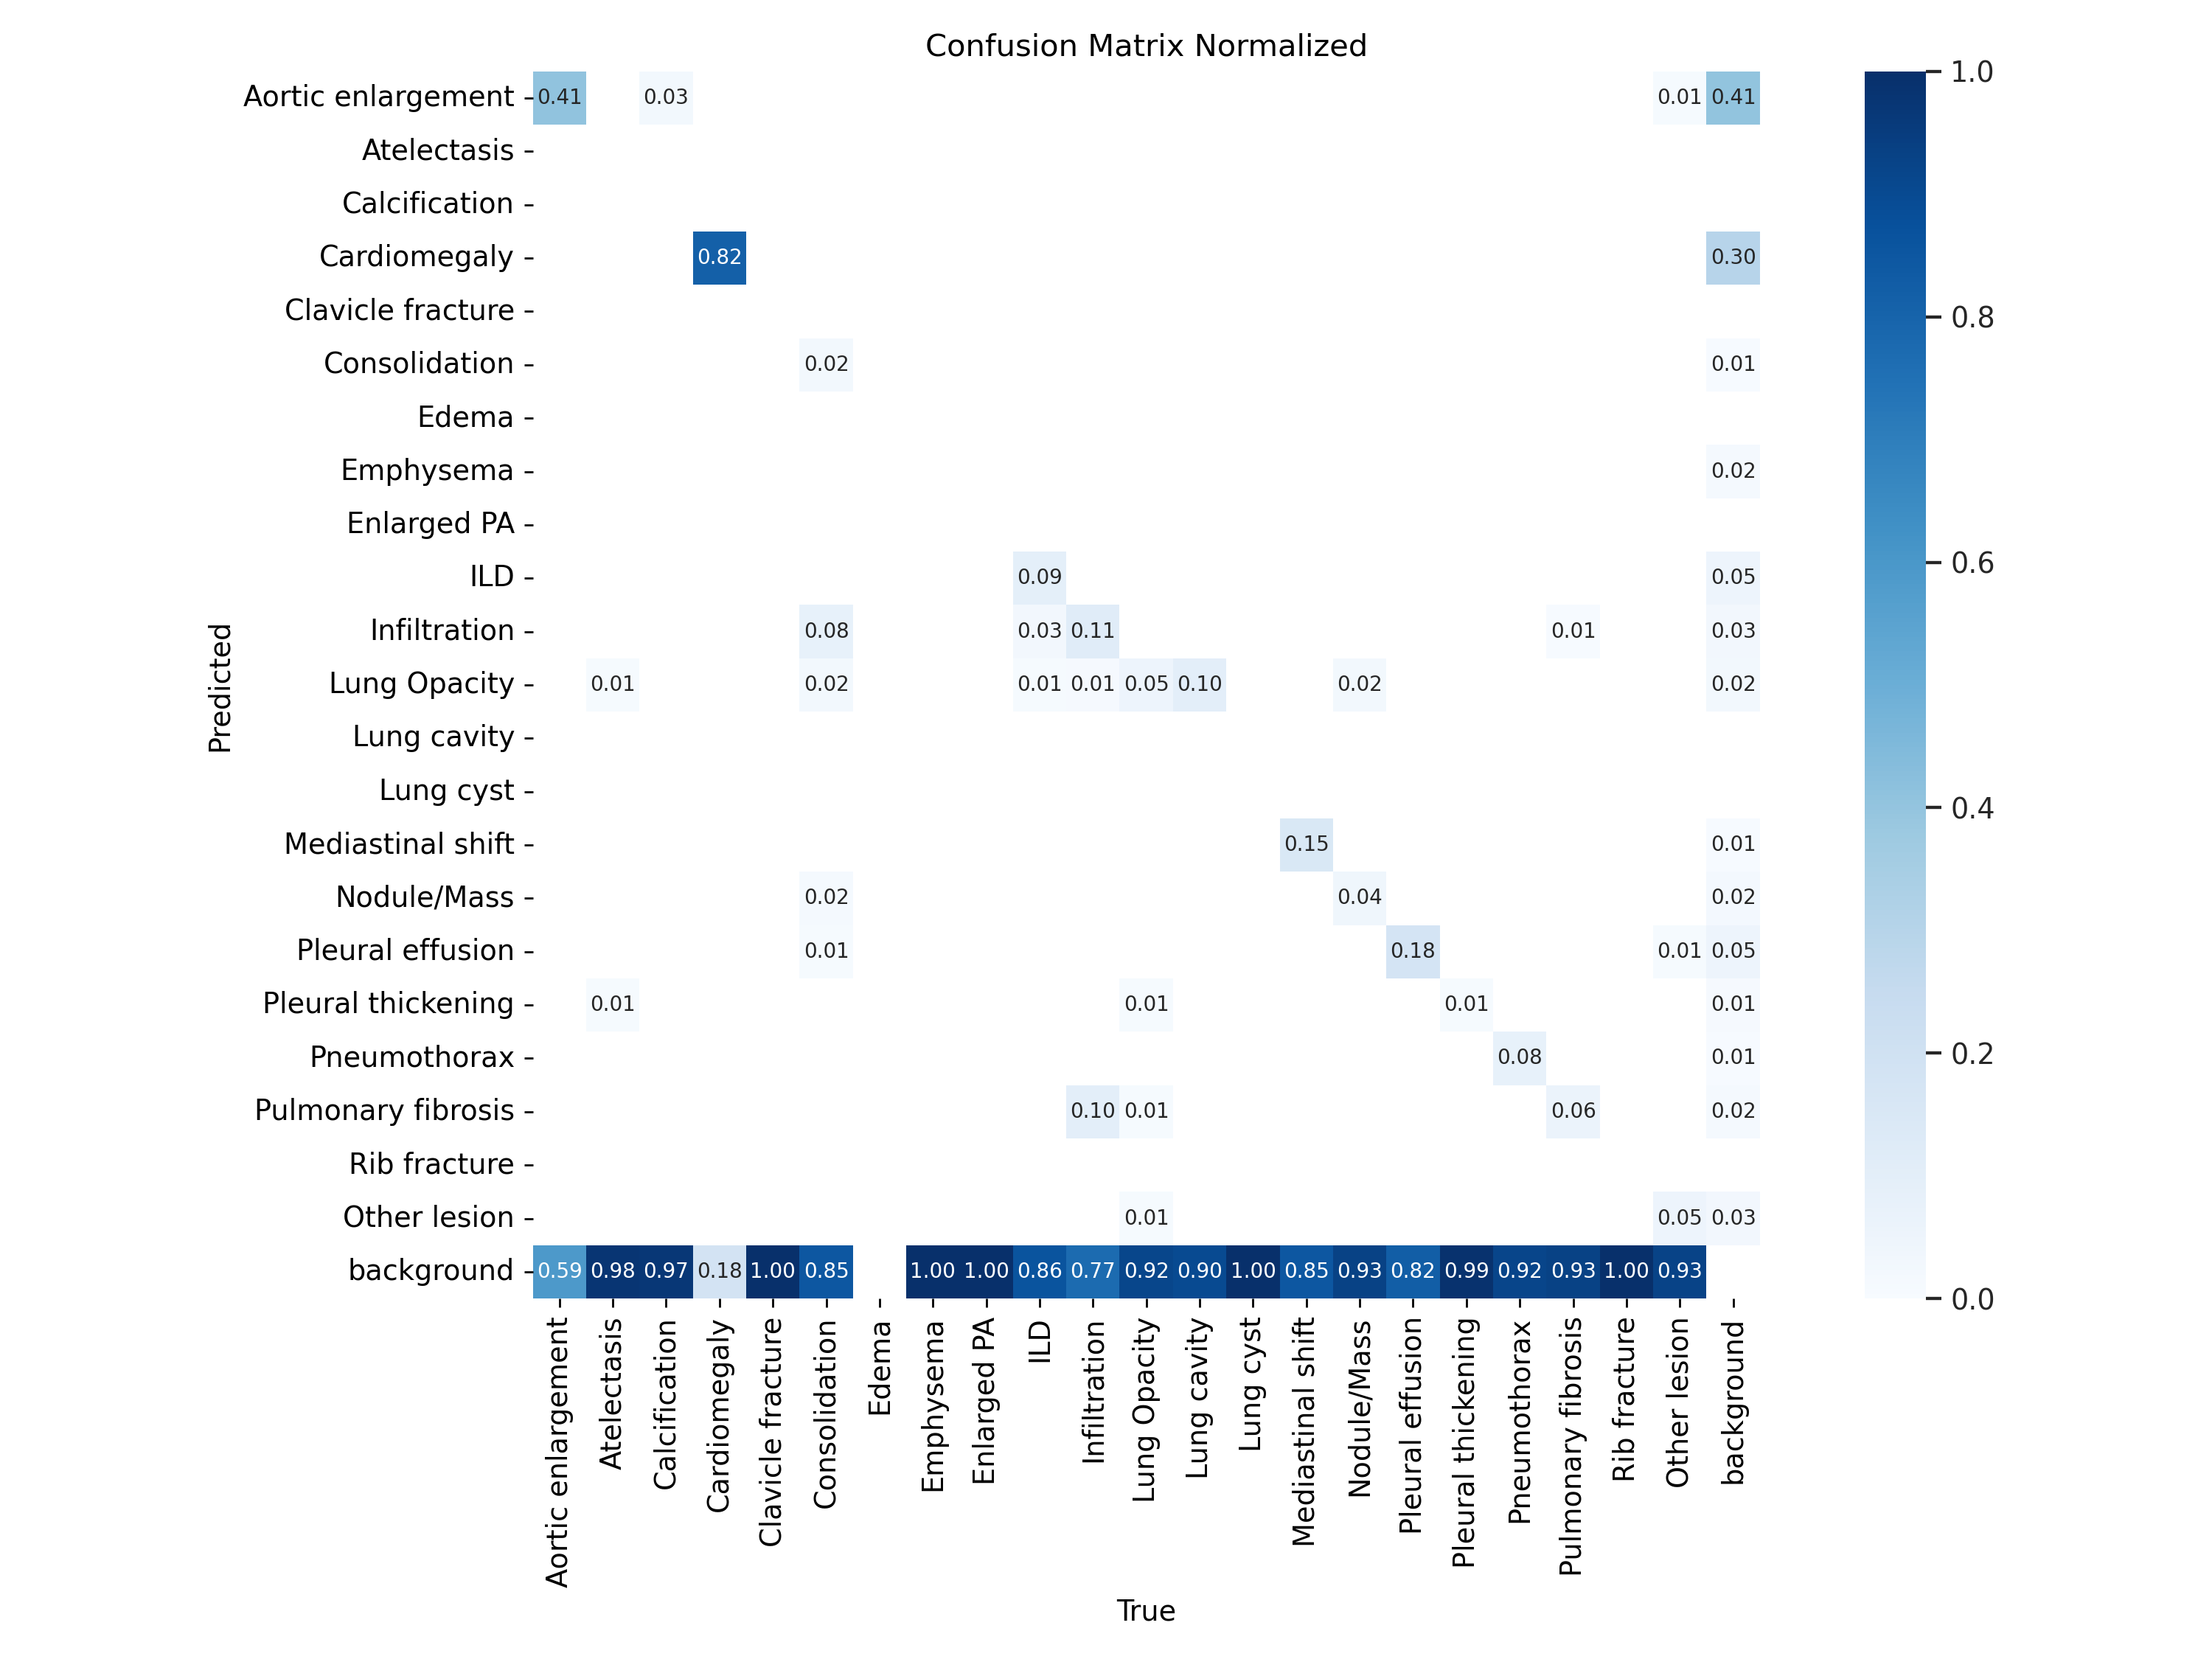 Confusion Matrix Normalized
Aortic enlargement 0.41 0.03 0.01 0.41
Atelectasis
Calcification
Cardiomegaly 0.82 0.30
Clavicle fracture
Consolidation 0.02 0.01
Edema
Emphysema 0.02
Enlarged PA
ILD 0.09 0.05
Infiltration 0.08 0.03 0.11 0.01 0.03
Lung Opacity 0.01 0.02 0.01 0.01 0.05 0.10 0.02 0.02
Lung cavity
Lung cyst
Mediastinal shift 0.15 0.01
Nodule/Mass 0.02 0.04 0.02
Pleural effusion 0.01 0.18 0.01 0.05
Pleural thickening 0.01 0.01 0.01 0.01
Pneumothorax 0.08 0.01
Pulmonary fibrosis 0.10 0.01 0.06 0.02
Rib fracture
Other lesion 0.01 0.05 0.03
background 0.59 0.98 0.97 0.18 1.00 0.85 1.00 1.00 0.86 0.77 0.92 0.90 1.00 0.85 0.93 0.82 0.99 0.92 0.93 1.00 0.93
Predicted
Aortic enlargement
Atelectasis
Calcification
Cardiomegaly
Clavicle fracture
Consolidation
Edema
Emphysema
Enlarged PA
ILD
Infiltration
Lung Opacity
Lung cavity
Lung cyst
Mediastinal shift
Nodule/Mass
Pleural effusion
Pleural thickening
Pneumothorax
Pulmonary fibrosis
Rib fracture
Other lesion
background
True
1.0
0.8
0.6
0.4
0.2
0.0